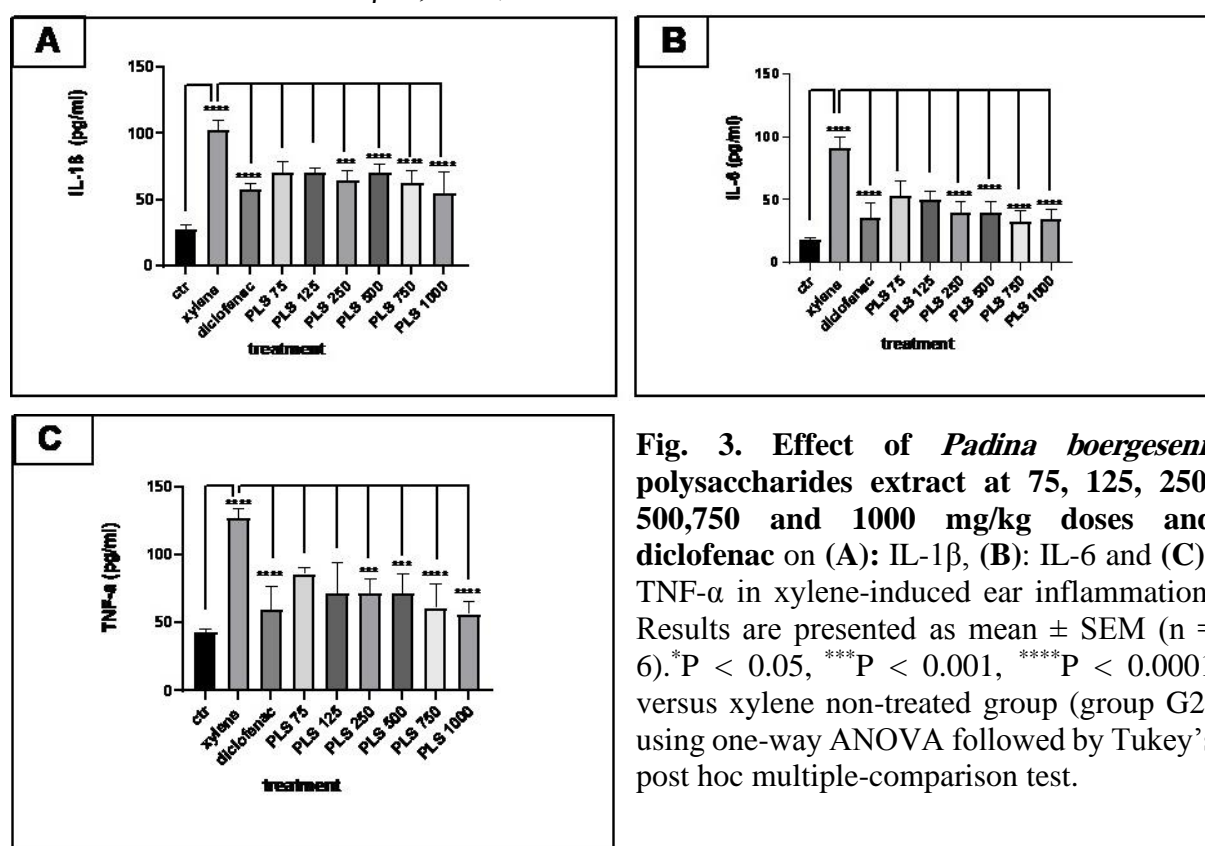 A
150
100
50
0
IL-1ß (pg/ml)
****
****
***
****
****
****
ctr
xylene
diclofenac
PLS 75
PLS 125
PLS 250
PLS 500
PLS 750
PLS 1000
treatment
B
150
100
50
0
IL-6 (pg/ml)
****
****
****
****
****
****
ctr
xylene
diclofenac
PLS 75
PLS 125
PLS 250
PLS 500
PLS 750
PLS 1000
treatment
C
150
100
50
0
TNF-a (pg/ml)
****
****
***
***
****
****
ctr
xylene
diclofenac
PLS 75
PLS 125
PLS 250
PLS 500
PLS 750
PLS 1000
treatment
Fig. 3. Effect of Padina boergeseni
polysaccharides extract at 75, 125, 250
500,750 and 1000 mg/kg doses and
diclofenac on (A): IL-1β, (B): IL-6 and (C)
TNF-α in xylene-induced ear inflammation
Results are presented as mean ± SEM (n =
6).*P < 0.05, ***P < 0.001, ****P < 0.0001
versus xylene non-treated group (group G2
using one-way ANOVA followed by Tukey’s
post hoc multiple-comparison test.